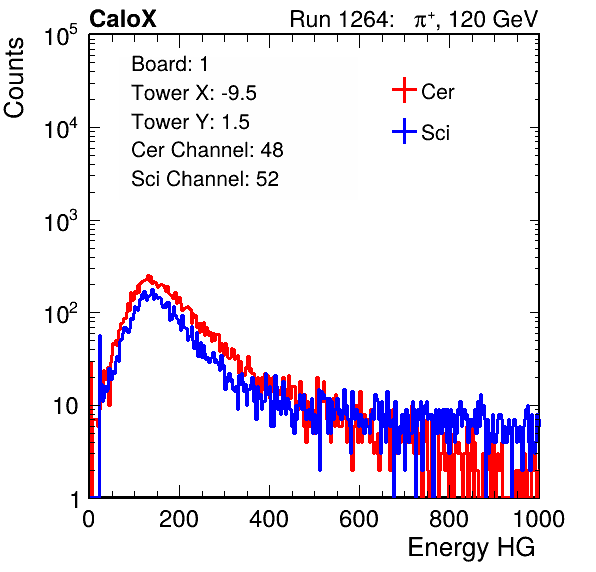 CaloX Run 1264: π⁺, 120 GeV
Counts
10⁵
10⁴
10³
10²
10
1
Board: 1
Tower X: -9.5
Tower Y: 1.5
Cer Channel: 48
Sci Channel: 52
Cer
Sci
0 200 400 600 800 1000
Energy HG